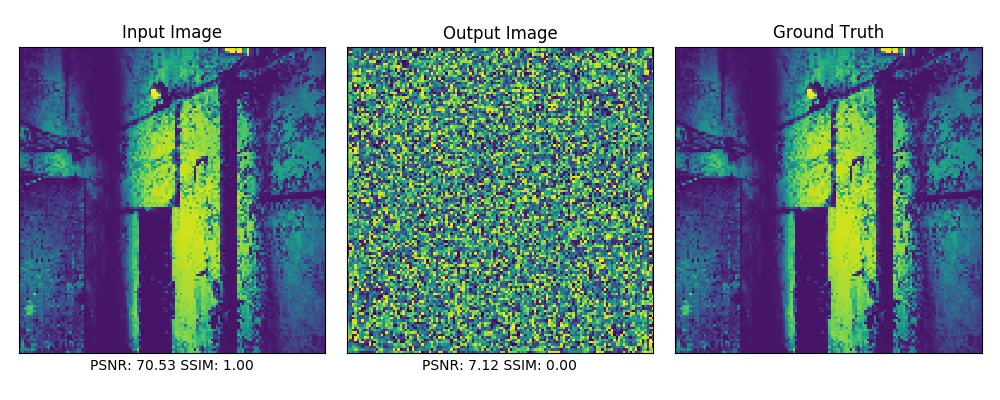 Input Image
Output Image
Ground Truth
PSNR: 70.53 SSIM: 1.00
PSNR: 7.12 SSIM: 0.00